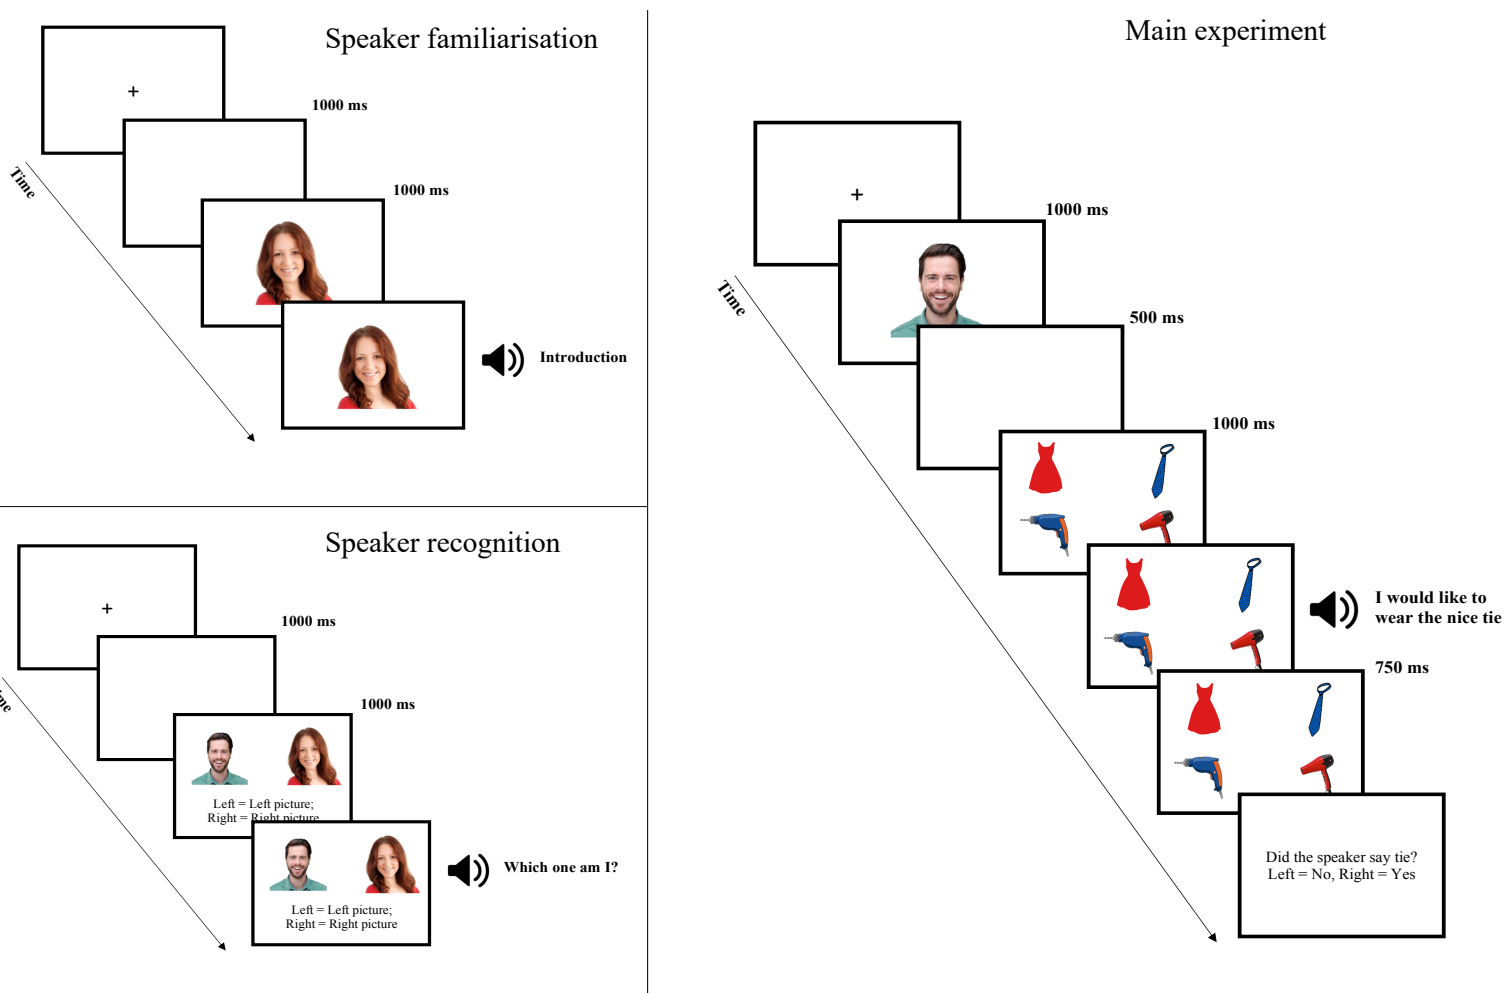 Speaker familiarisation
+
1000 ms
1000 ms
Time
Introduction
Speaker recognition
+
1000 ms
1000 ms
Left = Left picture;
Right = Right picture
Which one am I?
Left = Left picture;
Right = Right picture
Main experiment
+
1000 ms
Time
500 ms
1000 ms
I would like to
wear the nice tie
750 ms
Did the speaker say tie?
Left = No, Right = Yes